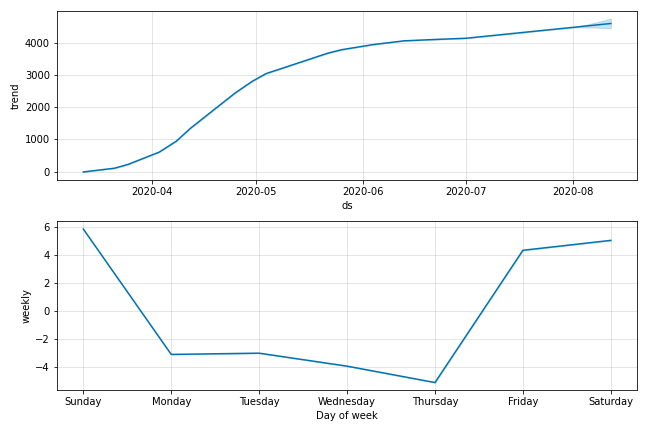 4000
3000
2000
1000
0
trend
2020-04 2020-05 2020-06 2020-07 2020-08
ds
6
4
2
0
−2
−4
weekly
Sunday Monday Tuesday Wednesday Thursday Friday Saturday
Day of week